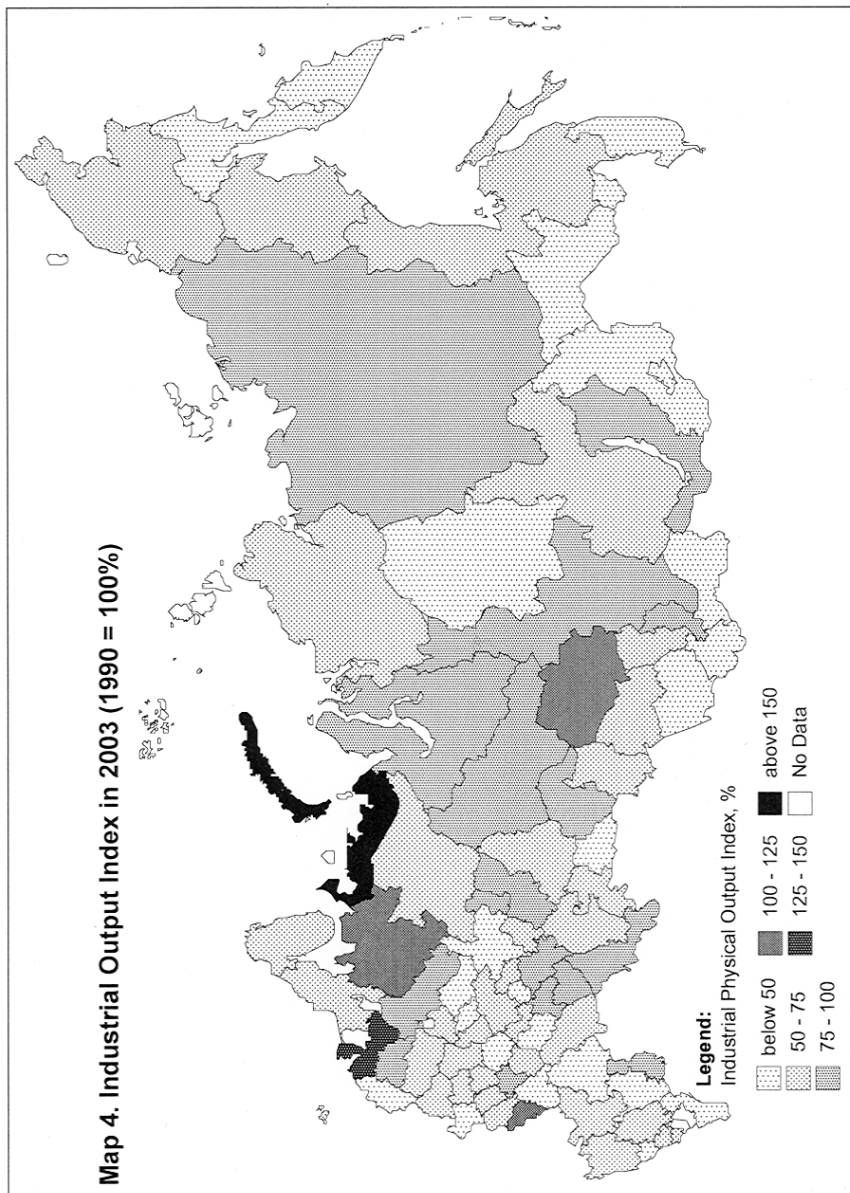 Map 4. Industrial Output Index in 2003 (1990 = 100%)
Legend:
Industrial Physical Output Index, %
below 50
50 - 75
75 - 100
100 - 125
125 - 150
above 150
No Data